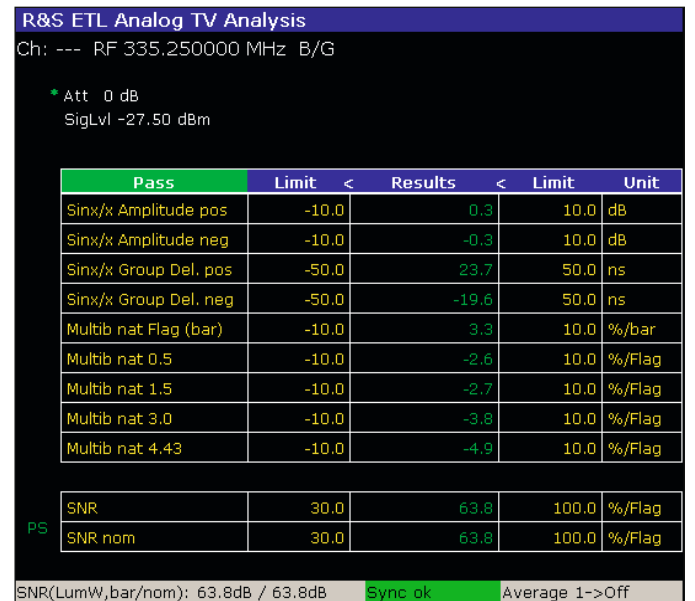 R&S ETL Analog TV Analysis
Ch: --- RF 335.250000 MHz B/G
* Att 0 dB
SigLvl -27.50 dBm
Pass Limit < Results < Limit Unit
Sinx/x Amplitude pos -10.0 0.3 10.0 dB
Sinx/x Amplitude neg -10.0 -0.3 10.0 dB
Sinx/x Group Del. pos -50.0 23.7 50.0 ns
Sinx/x Group Del. neg -50.0 -19.6 50.0 ns
Multib nat Flag (bar) -10.0 3.3 10.0 %/bar
Multib nat 0.5 -10.0 -2.6 10.0 %/Flag
Multib nat 1.5 -10.0 -2.7 10.0 %/Flag
Multib nat 3.0 -10.0 -3.8 10.0 %/Flag
Multib nat 4.43 -10.0 -4.9 10.0 %/Flag
SNR 30.0 63.8 100.0 %/Flag
PS
SNR nom 30.0 63.8 100.0 %/Flag
SNR(LumW,bar/nom): 63.8dB / 63.8dB Sync ok Average 1->Off